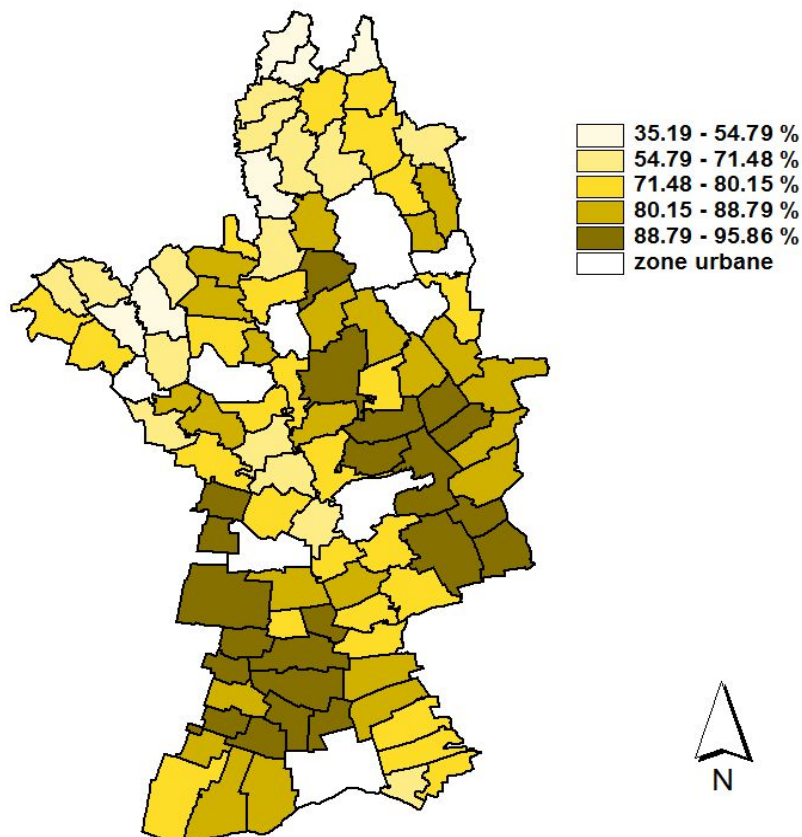 35.19 - 54.79 %
54.79 - 71.48 %
71.48 - 80.15 %
80.15 - 88.79 %
88.79 - 95.86 %
zone urbane
N